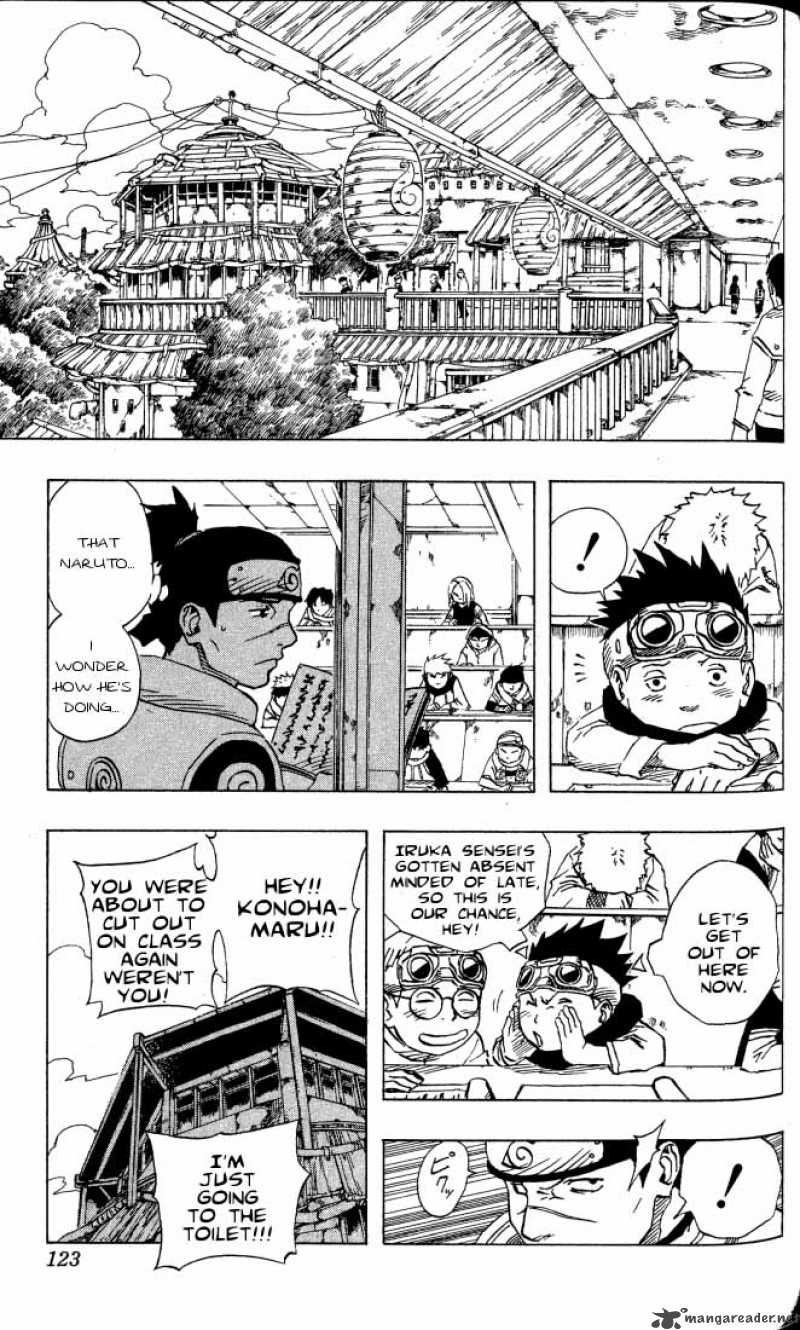 !
THAT
NARUTO...
I
WONDER
HOW HE'S
DOING...
LET'S
GET
OUT OF
HERE
NOW.
IRUKA SENSEI'S
GOTTEN ABSENT
MINDED OF LATE,
SO THIS IS
OUR CHANCE,
HEY!
!
ピクッ
HEY!!
KONOHA-
MARU!!
YOU WERE
ABOUT TO
CUT OUT
ON CLASS
AGAIN
WEREN'T
YOU!
I'M
JUST
GOING
TO THE
TOILET!!!
123
mangareader.net